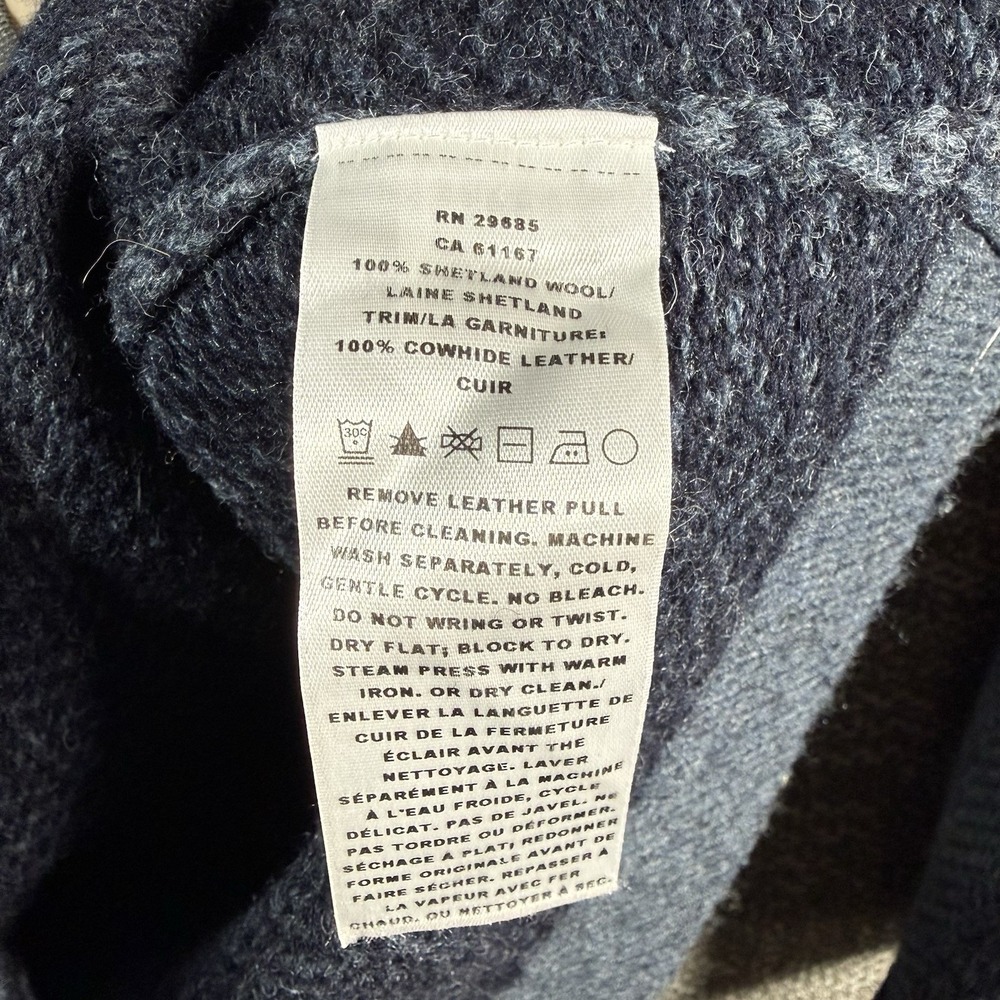 RN 29685
CA 61167
100% SHETLAND WOOL/
LAINE SHETLAND
TRIM/LA GARNITURE:
100% COWHIDE LEATHER/
CUIR
30C
REMOVE LEATHER PULL
BEFORE CLEANING. MACHINE
WASH SEPARATELY, COLD,
GENTLE CYCLE. NO BLEACH.
DO NOT WRING OR TWIST.
DRY FLAT; BLOCK TO DRY.
STEAM PRESS WITH WARM
IRON. OR DRY CLEAN./
ENLEVER LA LANGUETTE DE
CUIR DE LA FERMETURE
ÉCLAIR AVANT THE
NETTOYAGE. LAVER
SÉPARÉMENT À LA MACHINE
À L'EAU FROIDE, CYCLE
DÉLICAT. PAS DE JAVEL. NE
PAS TORDRE OU DÉFORMER.
SÉCHAGE À PLAT; REDONNER
FORME ORIGINALE AVANT DE
FAIRE SÉCHER. REPASSER À
LA VAPEUR AVEC FER
CHAUD. OU NETTOYER À SEC.